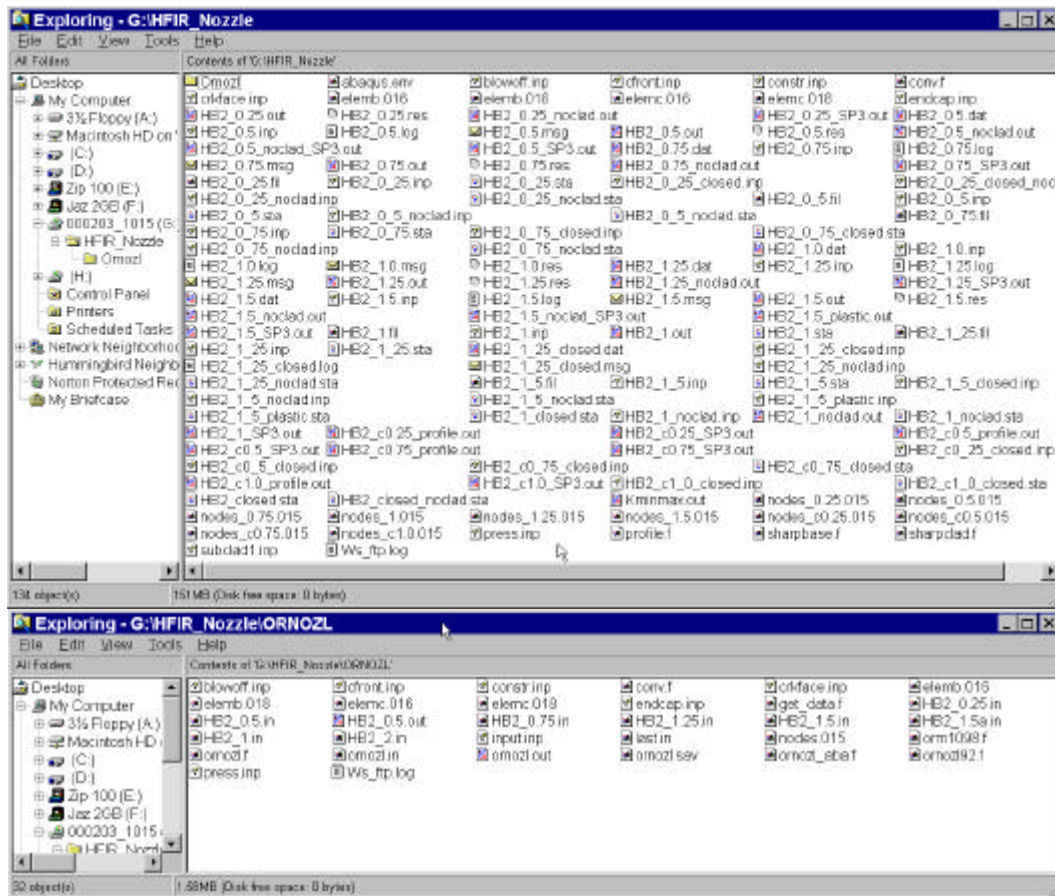 Exploring - G:\HFIR_Nozzle
File Edit View Tools Help
All Folders Contents of 'G:\HFIR_Nozzle'
Desktop Ornozl abaqus.env blowoff.inp cfront.inp constr.inp conv.f
My Computer crkface.inp elemb.016 elemb.018 elemc.016 elemc.018 endcap.inp
3½ Floppy (A:) HB2_0.25.out HB2_0.25.res HB2_0.25_noclad.out HB2_0.25_SP3.out HB2_0.5.dat
Macintosh HD on HB2_0.5.inp HB2_0.5.log HB2_0.5.msg HB2_0.5.out HB2_0.5.res HB2_0.5_noclad.out
(C:) HB2_0.5_noclad_SP3.out HB2_0.5_SP3.out HB2_0.75.dat HB2_0.75.inp HB2_0.75.log
(D:) HB2_0.75.msg HB2_0.75.out HB2_0.75.res HB2_0.75_noclad.out HB2_0.75_SP3.out
Zip 100 (E:) HB2_0_25.fil HB2_0_25.inp HB2_0_25.sta HB2_0_25_closed.inp HB2_0_25_closed_noc
Jaz 2GB (F:) HB2_0_25_noclad.inp HB2_0_25_noclad.sta HB2_0_5.fil HB2_0_5.inp
000203_1015 (G: HB2_0_5.sta HB2_0_5_noclad.inp HB2_0_5_noclad.sta HB2_0_75.fil
HFIR_Nozzle HB2_0_75.inp HB2_0_75.sta HB2_0_75_closed.inp HB2_0_75_closed.sta
Ornozl HB2_0_75_noclad.inp HB2_0_75_noclad.sta HB2_1.0.dat HB2_1.0.inp
(H:) HB2_1.0.log HB2_1.0.msg HB2_1.0.res HB2_1.25.dat HB2_1.25.inp HB2_1.25.log
Control Panel HB2_1.25.msg HB2_1.25.out HB2_1.25.res HB2_1.25_noclad.out HB2_1.25_SP3.out
Printers HB2_1.5.dat HB2_1.5.inp HB2_1.5.log HB2_1.5.msg HB2_1.5.out HB2_1.5.res
Scheduled Tasks HB2_1.5_noclad.out HB2_1.5_noclad_SP3.out HB2_1.5_plastic.out
Network Neighborhoo HB2_1.5_SP3.out HB2_1.fil HB2_1.inp HB2_1.out HB2_1.sta HB2_1_25.fil
Hummingbird Neighb HB2_1_25.inp HB2_1_25.sta HB2_1_25_closed.dat HB2_1_25_closed.inp
Norton Protected Rec HB2_1_25_closed.log HB2_1_25_closed.msg HB2_1_25_noclad.inp
My Briefcase HB2_1_25_noclad.sta HB2_1_5.fil HB2_1_5.inp HB2_1_5.sta HB2_1_5_closed.inp
HB2_1_5_noclad.inp HB2_1_5_noclad.sta HB2_1_5_plastic.inp
HB2_1_5_plastic.sta HB2_1_closed.sta HB2_1_noclad.inp HB2_1_noclad.out HB2_1_noclad.sta
HB2_1_SP3.out HB2_c0.25_profile.out HB2_c0.25_SP3.out HB2_c0.5_profile.out
HB2_c0.5_SP3.out HB2_c0.75_profile.out HB2_c0.75_SP3.out HB2_c0_25_closed.inp
HB2_c0_5_closed.inp HB2_c0_75_closed.inp HB2_c0_75_closed.sta
HB2_c1.0_profile.out HB2_c1.0_SP3.out HB2_c1_0_closed.inp HB2_c1_0_closed.sta
HB2_closed.sta HB2_closed_noclad.sta Kminmax.out nodes_0.25.015 nodes_0.5.015
nodes_0.75.015 nodes_1.015 nodes_1.25.015 nodes_1.5.015 nodes_c0.25.015 nodes_c0.5.015
nodes_c0.75.015 nodes_c1.0.015 press.inp profile.f sharpbase.f sharpclad.f
subclad1.inp Ws_ftp.log
134 object(s) 151MB (Disk free space: 0 bytes)
Exploring - G:\HFIR_Nozzle\ORNOZL
File Edit View Tools Help
All Folders Contents of 'G:\HFIR_Nozzle\ORNOZL'
Desktop blowoff.inp cfront.inp constr.inp conv.f crkface.inp elemb.016
My Computer elemb.018 elemc.016 elemc.018 endcap.inp get_data.f HB2_0.25.in
3½ Floppy (A:) HB2_0.5.in HB2_0.5.out HB2_0.75.in HB2_1.25.in HB2_1.5.in HB2_1.5a.in
Macintosh HD HB2_1.in HB2_2.in input.inp last.in nodes.015 orn1098.f
(C:) ornozl.f ornozl.in ornozl.out ornozl.sav ornozl_aba.f ornozl92.f
(D:) press.inp Ws_ftp.log
Zip 100 (E:)
Jaz 2GB (F:)
000203_1015
HFIR_Nozzl
32 object(s) 1.58MB (Disk free space: 0 bytes)